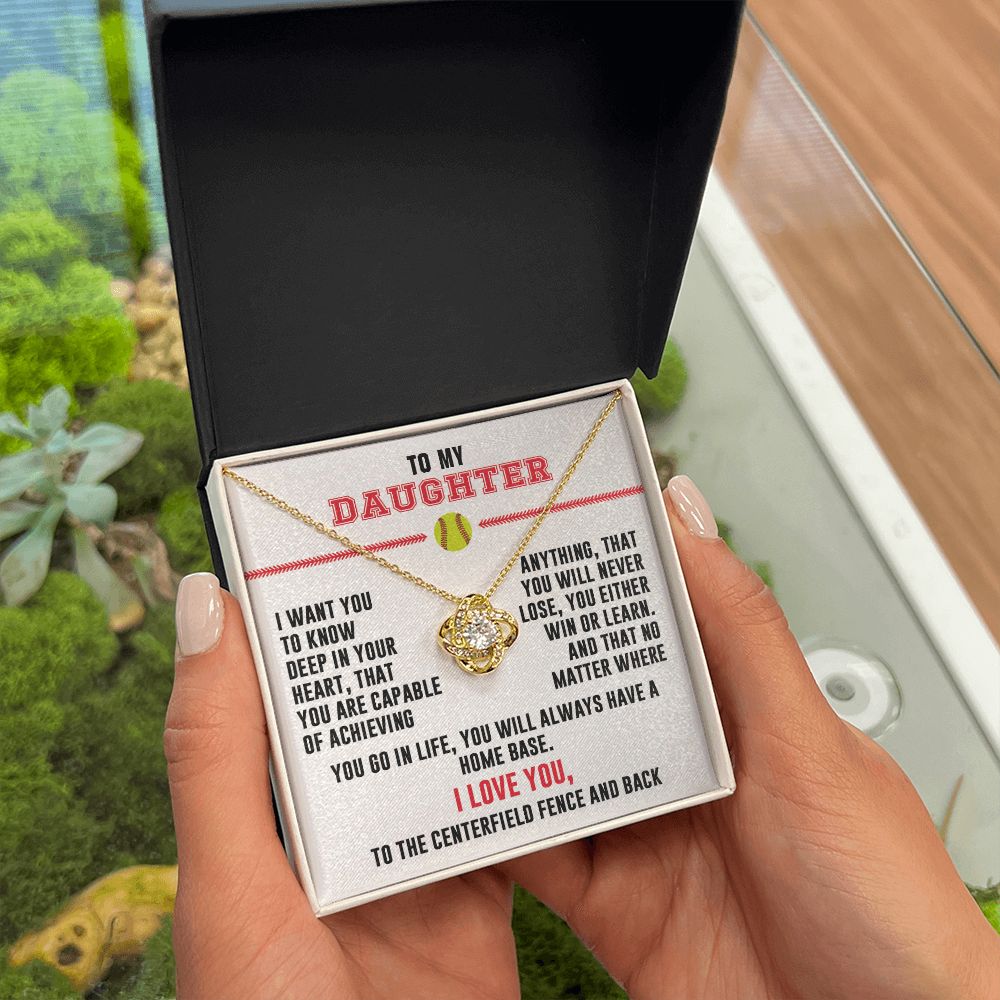 TO MY
DAUGHTER
I WANT YOU
TO KNOW
DEEP IN YOUR
HEART, THAT
YOU ARE CAPABLE
OF ACHIEVING
ANYTHING, THAT
YOU WILL NEVER
LOSE, YOU EITHER
WIN OR LEARN.
AND THAT NO
MATTER WHERE
YOU GO IN LIFE, YOU WILL ALWAYS HAVE A
HOME BASE.
I LOVE YOU,
TO THE CENTERFIELD FENCE AND BACK